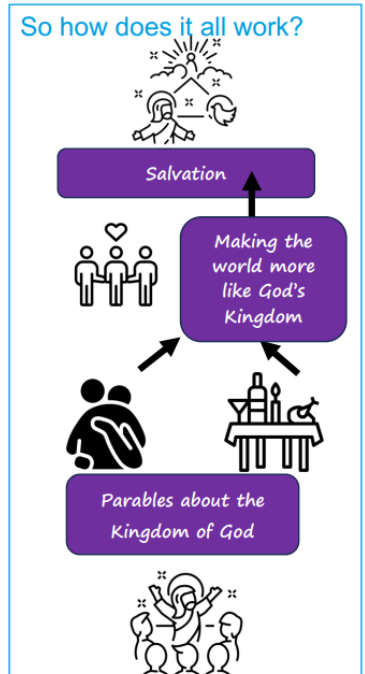 So how does it all work?
Salvation
Making the
world more
like God's
Kingdom
Parables about the
Kingdom of God